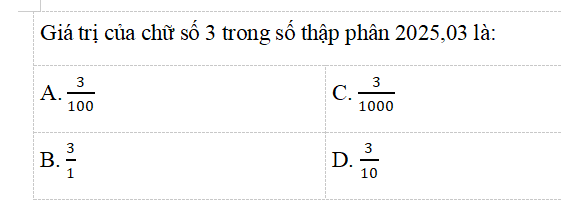 Giá trị của chữ số 3 trong số thập phân 2025,03 là:
A. 3/100
C. 3/1000
B. 3/1
D. 3/10